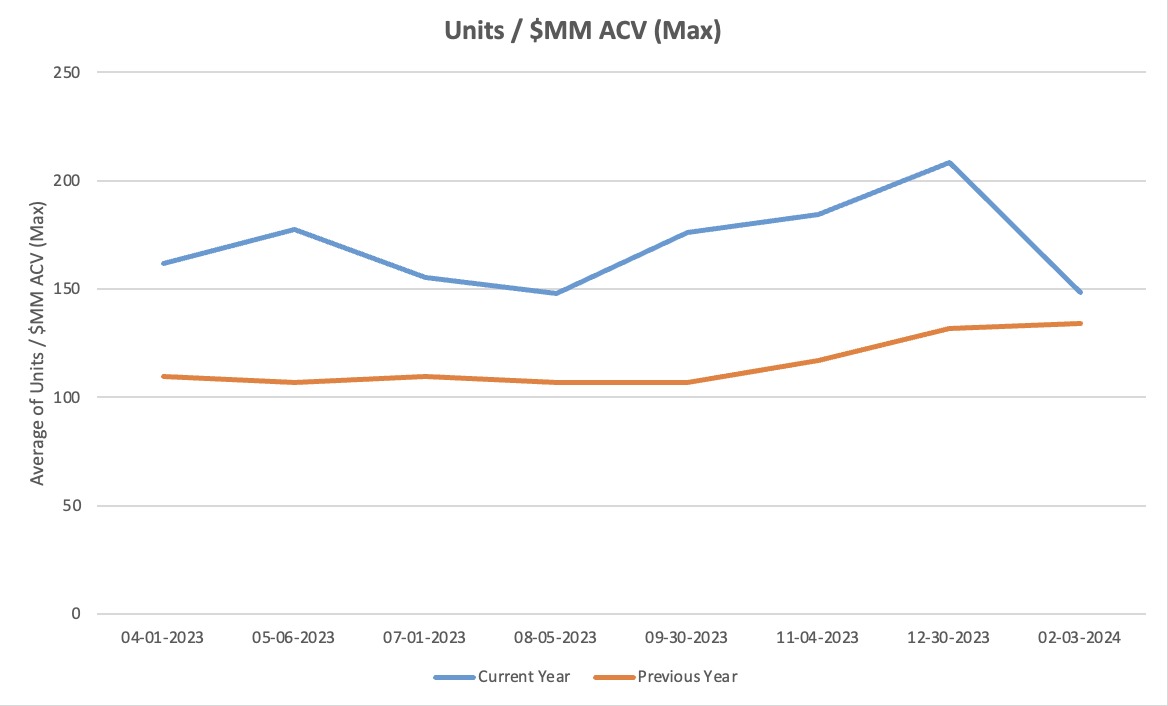 Units / $MM ACV (Max)
Average of Units / $MM ACV (Max)
250
200
150
100
50
0
04-01-2023 05-06-2023 07-01-2023 08-05-2023 09-30-2023 11-04-2023 12-30-2023 02-03-2024
Current Year Previous Year